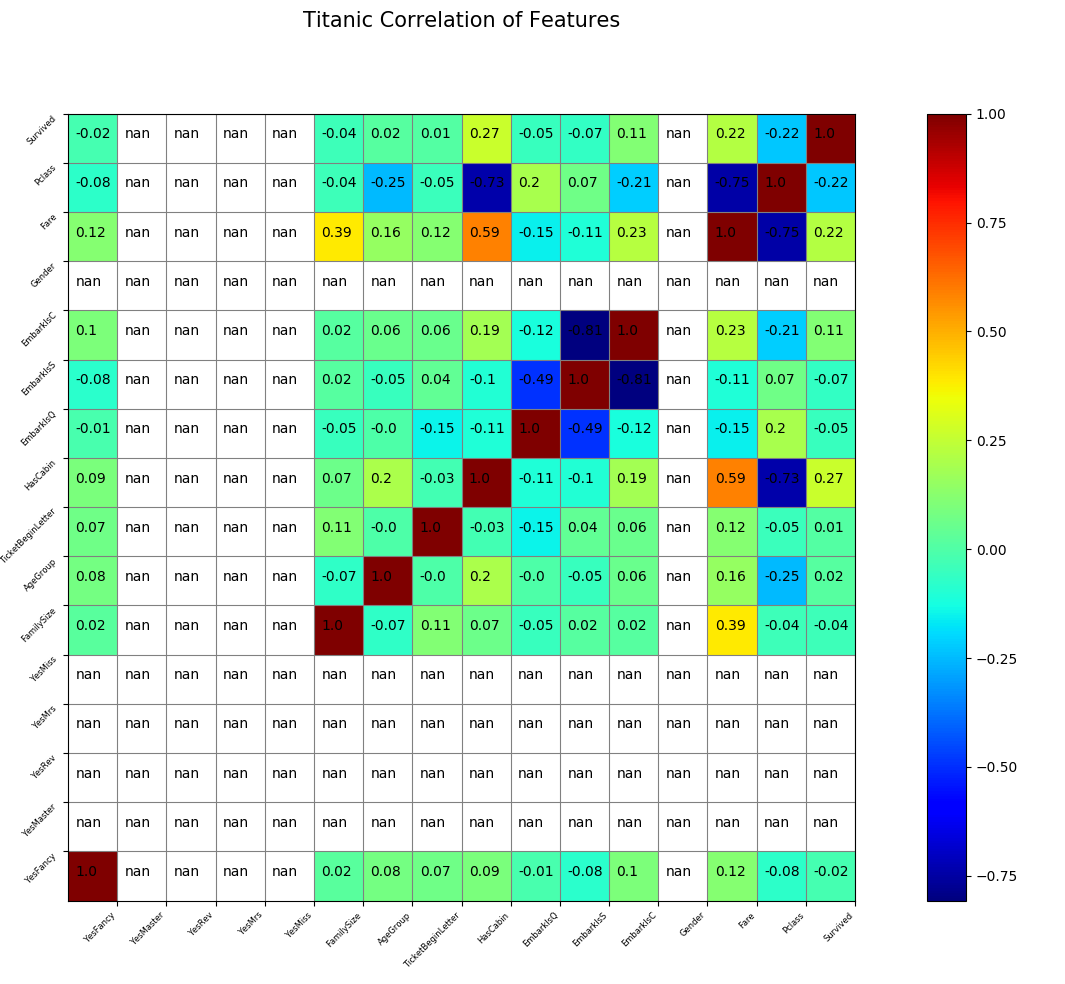 Titanic Correlation of Features
Survived -0.02 nan nan nan nan -0.04 0.02 0.01 0.27 -0.05 -0.07 0.11 nan 0.22 -0.22 1.0
Pclass -0.08 nan nan nan nan -0.04 -0.25 -0.05 -0.73 0.2 0.07 -0.21 nan -0.75 1.0 -0.22
Fare 0.12 nan nan nan nan 0.39 0.16 0.12 0.59 -0.15 -0.11 0.23 nan 1.0 -0.75 0.22
Gender nan nan nan nan nan nan nan nan nan nan nan nan nan nan nan nan
EmbarkIsC 0.1 nan nan nan nan 0.02 0.06 0.06 0.19 -0.12 -0.81 1.0 nan 0.23 -0.21 0.11
EmbarkIsS -0.08 nan nan nan nan 0.02 -0.05 0.04 -0.1 -0.49 1.0 -0.81 nan -0.11 0.07 -0.07
EmbarkIsQ -0.01 nan nan nan nan -0.05 -0.0 -0.15 -0.11 1.0 -0.49 -0.12 nan -0.15 0.2 -0.05
HasCabin 0.09 nan nan nan nan 0.07 0.2 -0.03 1.0 -0.11 -0.1 0.19 nan 0.59 -0.73 0.27
TicketBeginLetter 0.07 nan nan nan nan 0.11 -0.0 1.0 -0.03 -0.15 0.04 0.06 nan 0.12 -0.05 0.01
AgeGroup 0.08 nan nan nan nan -0.07 1.0 -0.0 0.2 -0.0 -0.05 0.06 nan 0.16 -0.25 0.02
FamilySize 0.02 nan nan nan nan 1.0 -0.07 0.11 0.07 -0.05 0.02 0.02 nan 0.39 -0.04 -0.04
YesMiss nan nan nan nan nan nan nan nan nan nan nan nan nan nan nan nan
YesMrs nan nan nan nan nan nan nan nan nan nan nan nan nan nan nan nan
YesRev nan nan nan nan nan nan nan nan nan nan nan nan nan nan nan nan
YesMaster nan nan nan nan nan nan nan nan nan nan nan nan nan nan nan nan
YesFancy 1.0 nan nan nan nan 0.02 0.08 0.07 0.09 -0.01 -0.08 0.1 nan 0.12 -0.08 -0.02
YesFancy YesMaster YesRev YesMrs YesMiss FamilySize AgeGroup TicketBeginLetter HasCabin EmbarkIsQ EmbarkIsS EmbarkIsC Gender Fare Pclass Survived
1.00
0.75
0.50
0.25
0.00
−0.25
−0.50
−0.75